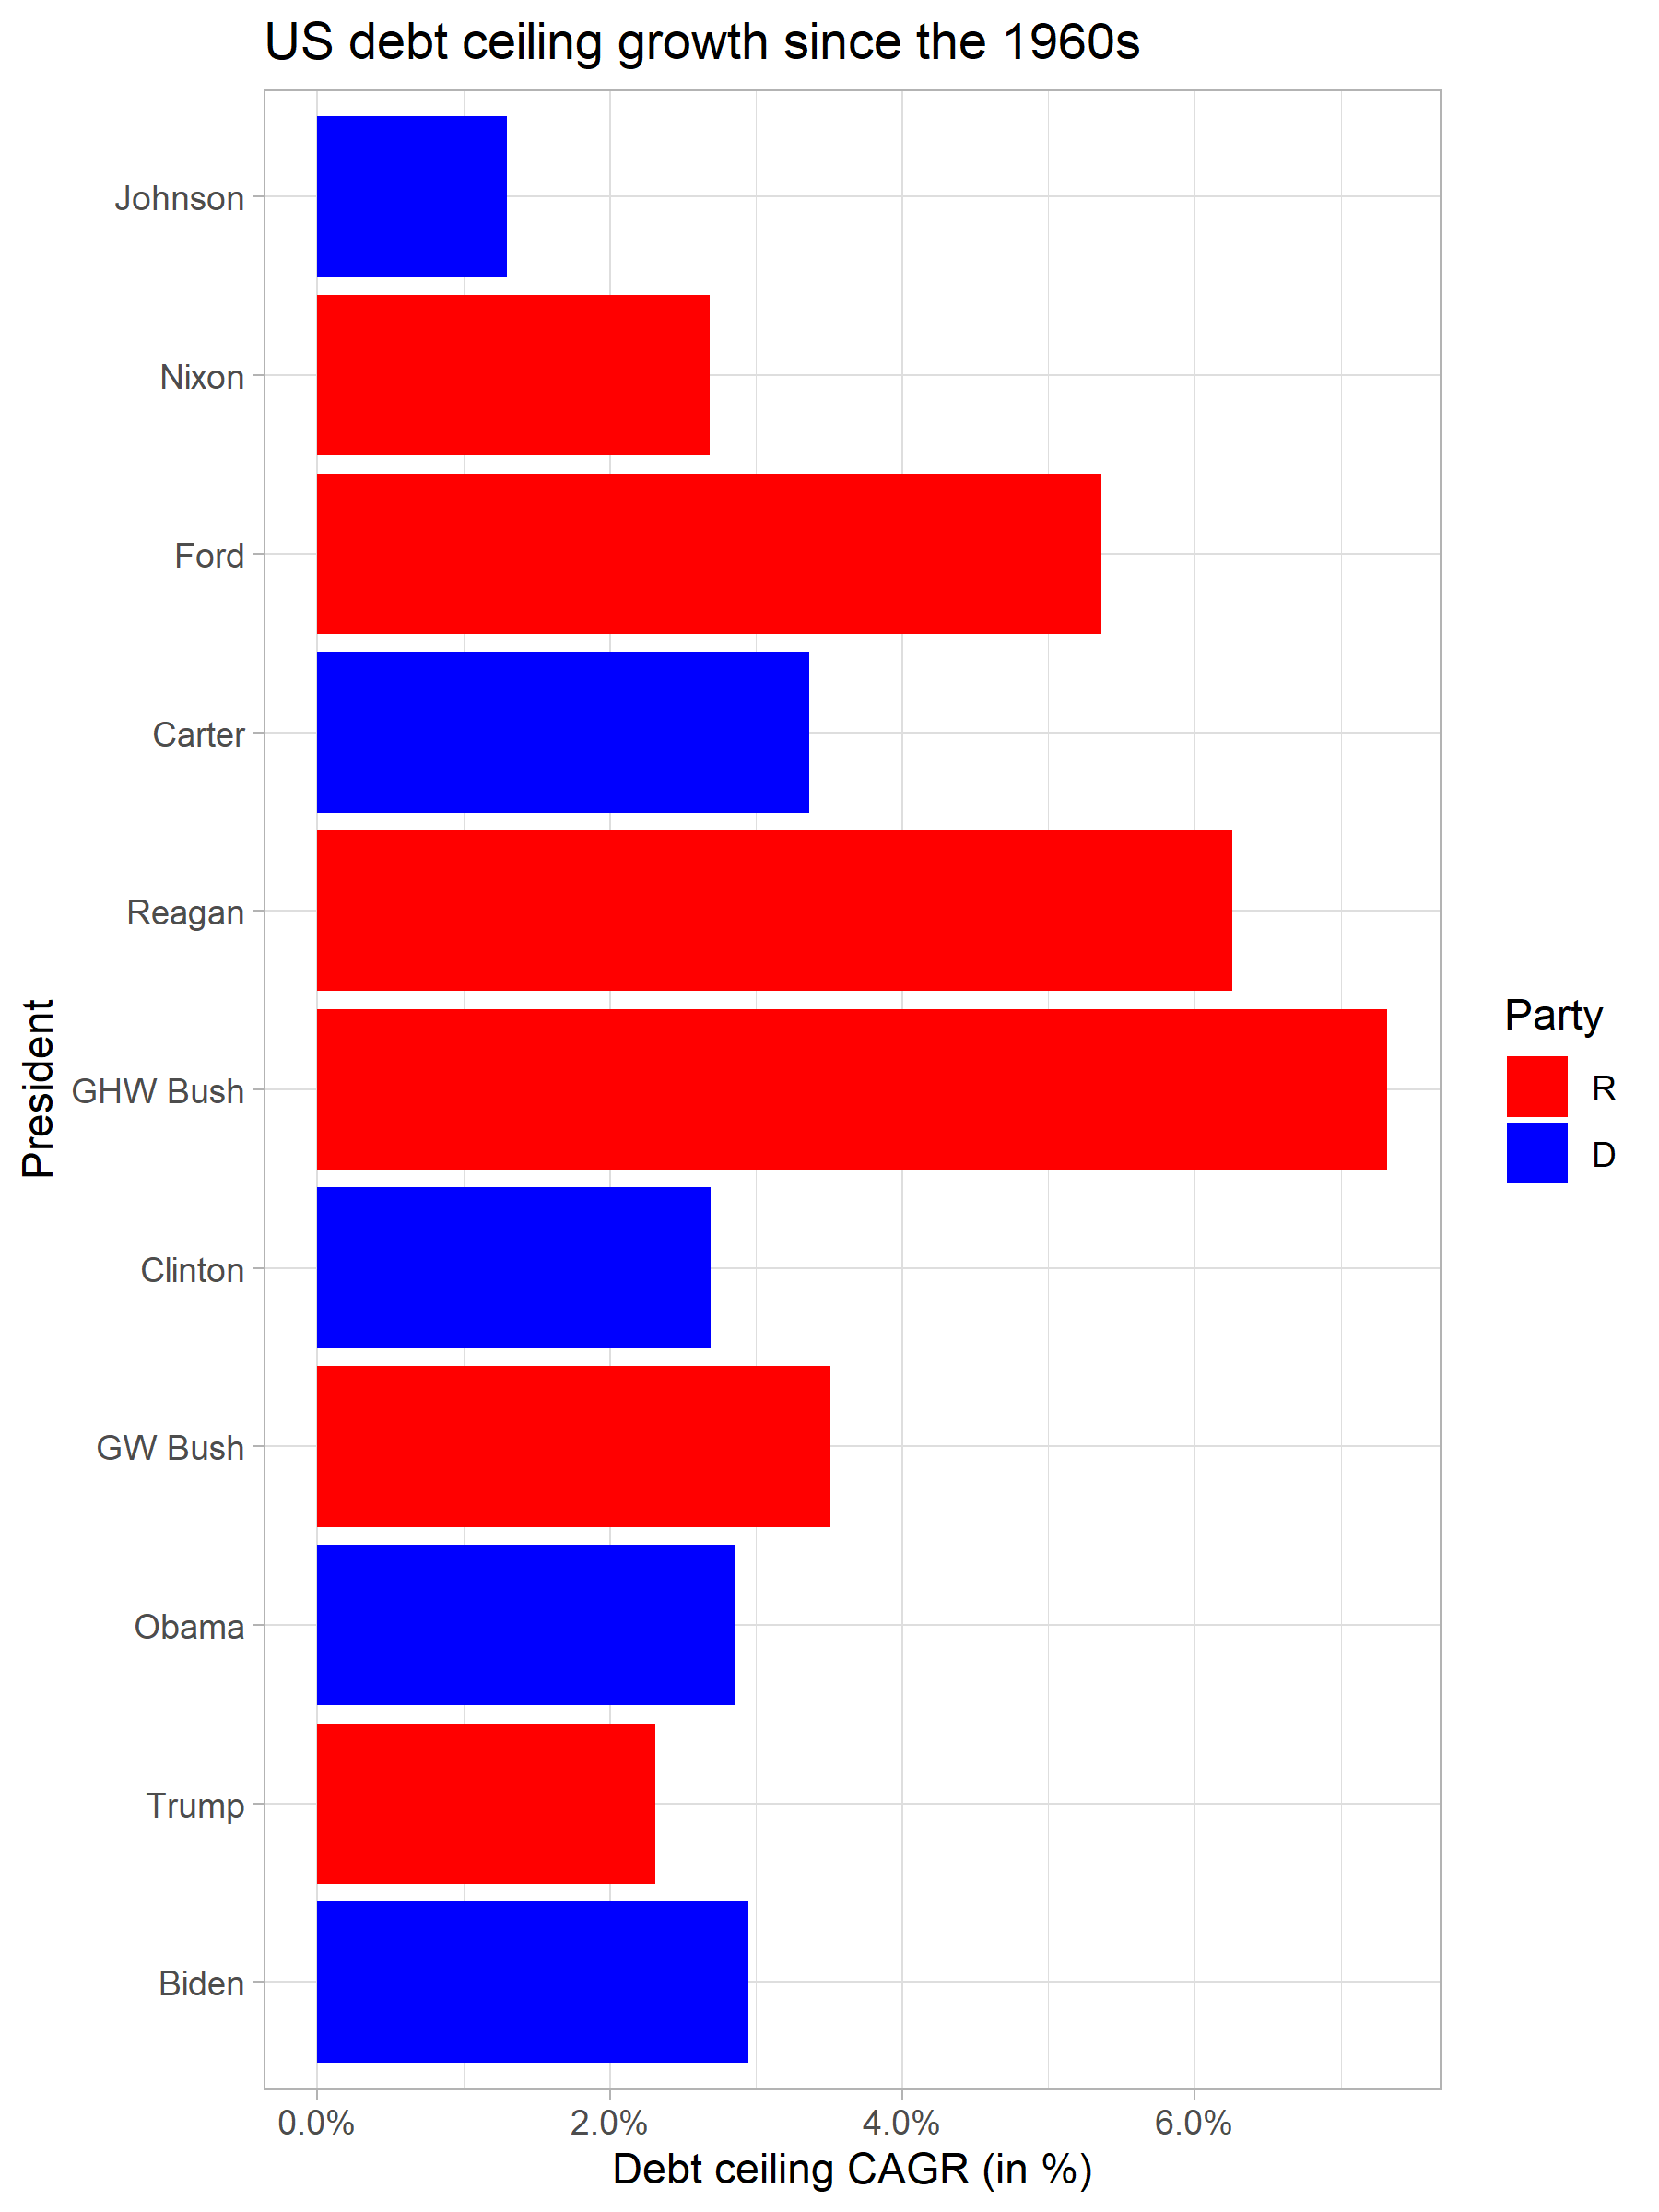 US debt ceiling growth since the 1960s
President
Johnson
Nixon
Ford
Carter
Reagan
GHW Bush
Clinton
GW Bush
Obama
Trump
Biden
0.0% 2.0% 4.0% 6.0%
Debt ceiling CAGR (in %)
Party
R
D